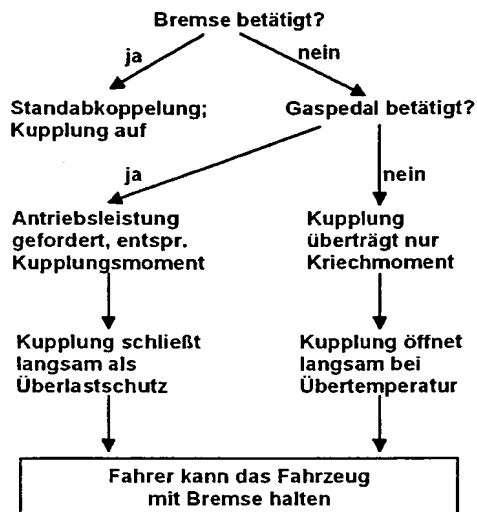 Bremse betätigt?
ja
nein
Standabkoppelung;
Kupplung auf
Gaspedal betätigt?
ja
nein
Antriebsleistung
gefordert, entspr.
Kupplungsmoment
Kupplung
überträgt nur
Kriechmoment
Kupplung schließt
langsam als
Überlastschutz
Kupplung öffnet
langsam bei
Übertemperatur
Fahrer kann das Fahrzeug
mit Bremse halten